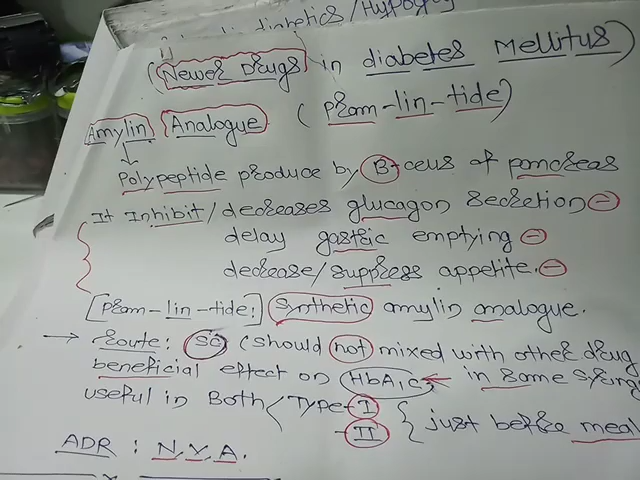 diabetics/Hypogly
(Newer Drugs in diabetes Mellitus)
Amylin Analogue (Pram-lin-tide)
Polypeptide produce by B-cells of pancreas
It Inhibit/decreases glucagon secretion -
delay gastric emptying -
decrease/suppress appetite. -
[Pram-lin-tide:] Synthetic amylin analogue.
→ Route: SC (should not mixed with other drug
beneficial effect on HbA1c ← in same syring
useful in Both < Type-I { just before meal
-II
ADR : N.V.A.